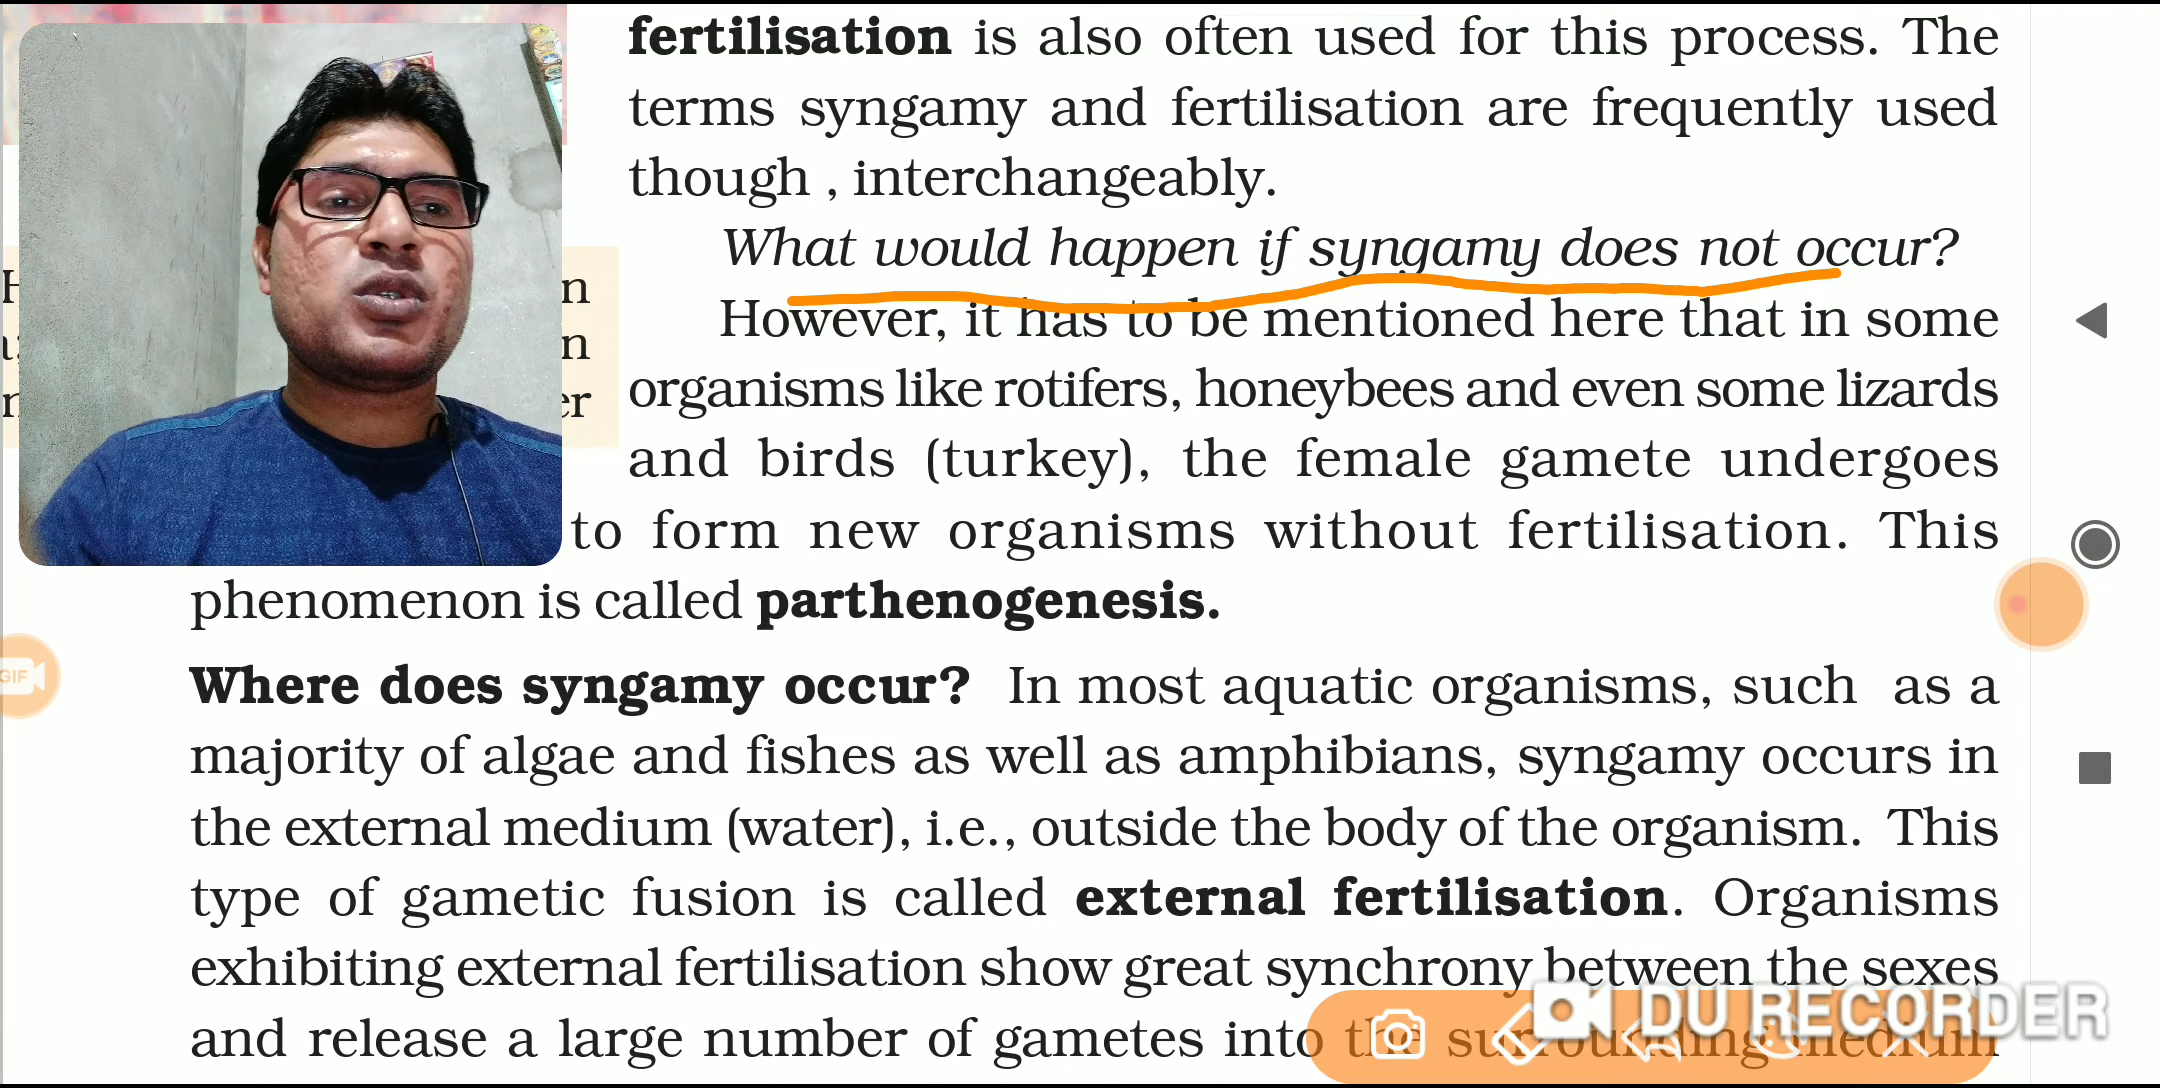 fertilisation is also often used for this process. The
terms syngamy and fertilisation are frequently used
though , interchangeably.
What would happen if syngamy does not occur?
However, it has to be mentioned here that in some
organisms like rotifers, honeybees and even some lizards
and birds (turkey), the female gamete undergoes
to form new organisms without fertilisation. This
phenomenon is called parthenogenesis.
Where does syngamy occur? In most aquatic organisms, such as a
majority of algae and fishes as well as amphibians, syngamy occurs in
the external medium (water), i.e., outside the body of the organism. This
type of gametic fusion is called external fertilisation. Organisms
exhibiting external fertilisation show great synchrony between the sexes
and release a large number of gametes into the surrounding medium
GIF
DU RECORDER